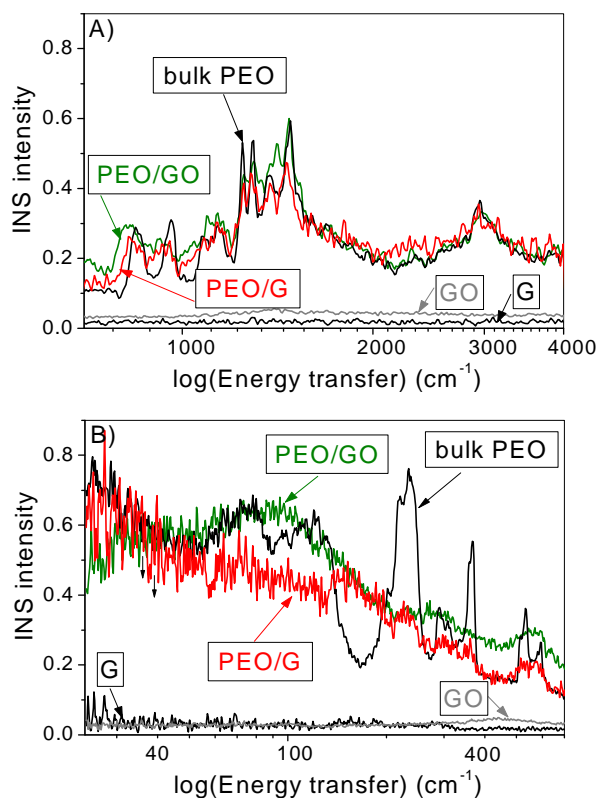 A)
0.8
bulk PEO
0.6
INS intensity
0.4
PEO/GO
PEO/G
0.2
GO
G
0.0
1000
2000
3000
4000
log(Energy transfer) (cm⁻¹)
B)
0.8
PEO/GO
bulk PEO
0.6
INS intensity
0.4
PEO/G
0.2
G
GO
0.0
40
100
400
log(Energy transfer) (cm⁻¹)